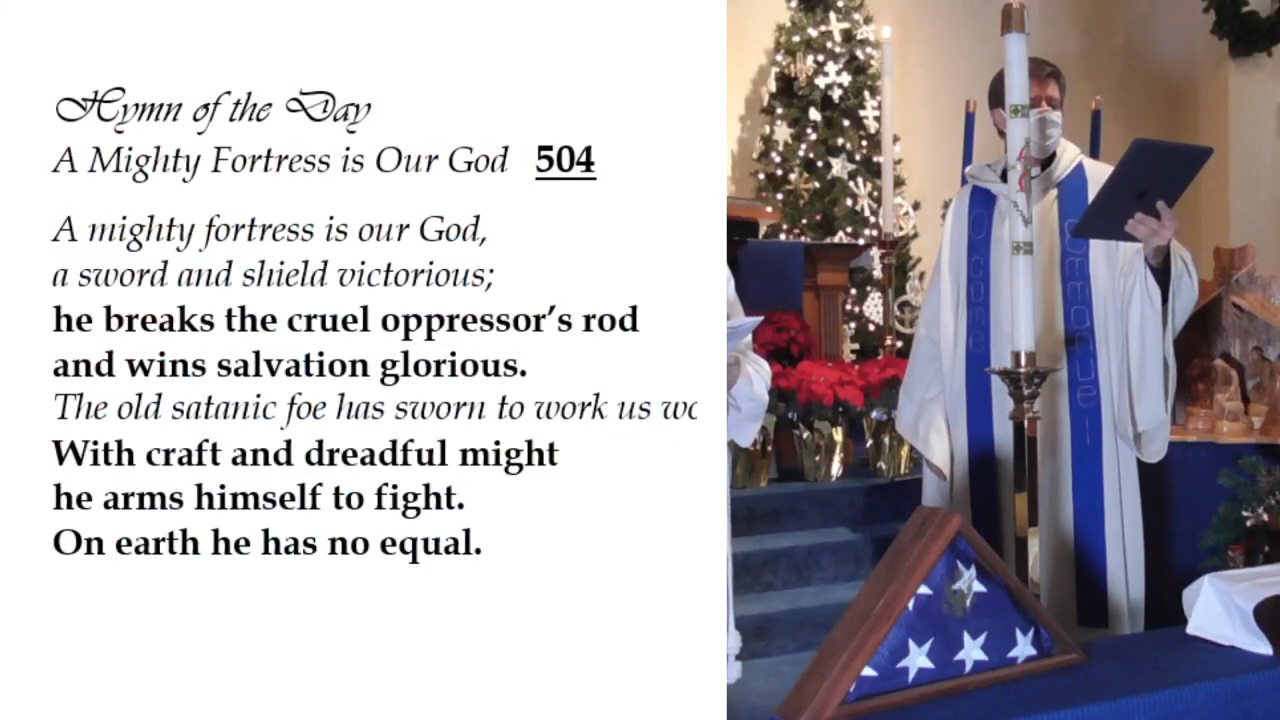 Hymn of the Day
A Mighty Fortress is Our God 504
A mighty fortress is our God,
a sword and shield victorious;
he breaks the cruel oppressor's rod
and wins salvation glorious.
The old satanic foe has sworn to work us
With craft and dreadful might
he arms himself to fight.
On earth he has no equal.
O come
Emmanuel